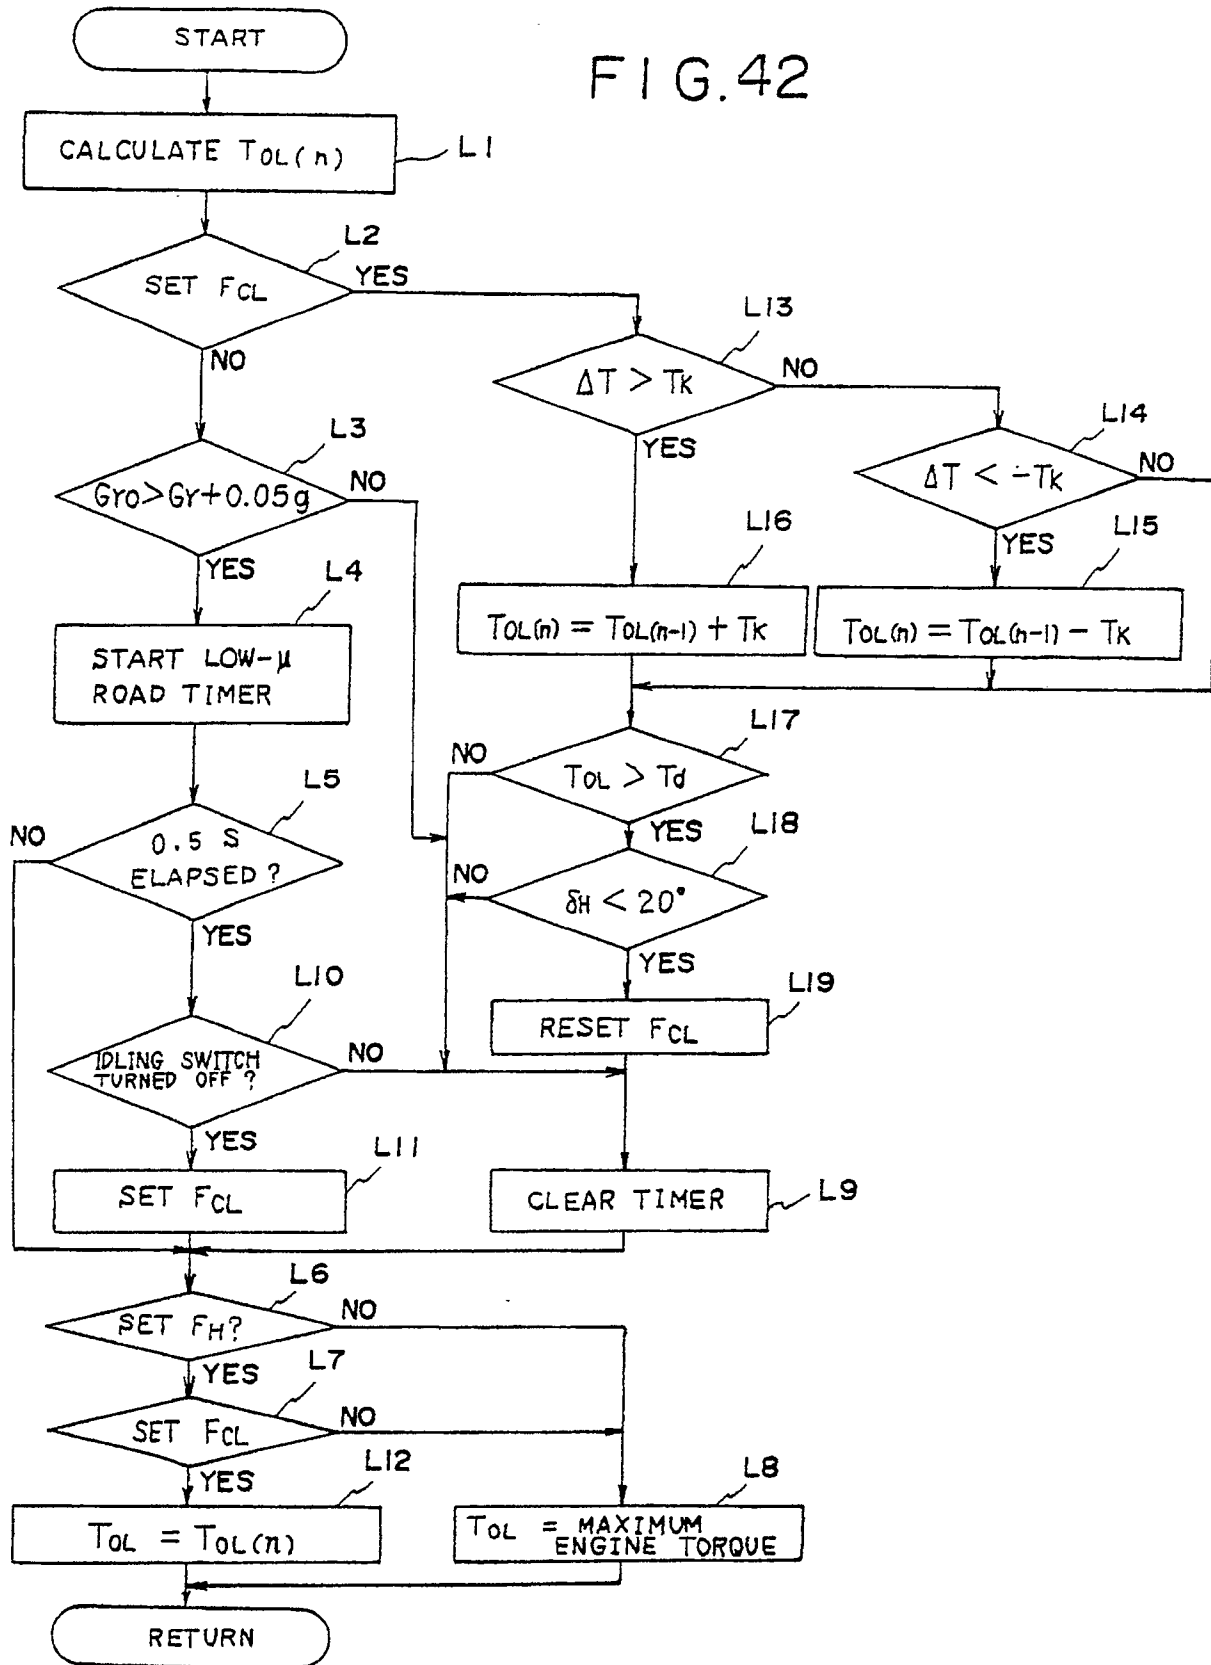 START
FIG.42
CALCULATE TOL(n)
L1
L2
SET FCL
YES
NO
L13
ΔT > TK
NO
YES
L14
ΔT < -TK
NO
YES
L3
Gr0>Gr+0.05g
NO
YES
L16
TOL(n) = TOL(n-1) + TK
L15
TOL(n) = TOL(n-1) - TK
L4
START LOW-μ
ROAD TIMER
L17
NO
TOL > Td
YES
L5
NO
0.5 S
ELAPSED ?
YES
L18
NO
δH < 20°
YES
L10
IDLING SWITCH
TURNED OFF ?
NO
YES
L19
RESET FCL
L11
SET FCL
CLEAR TIMER
L9
L6
SET FH?
NO
YES
L7
SET FCL
NO
YES
L12
TOL = TOL(n)
L8
TOL = MAXIMUM
ENGINE TORQUE
RETURN